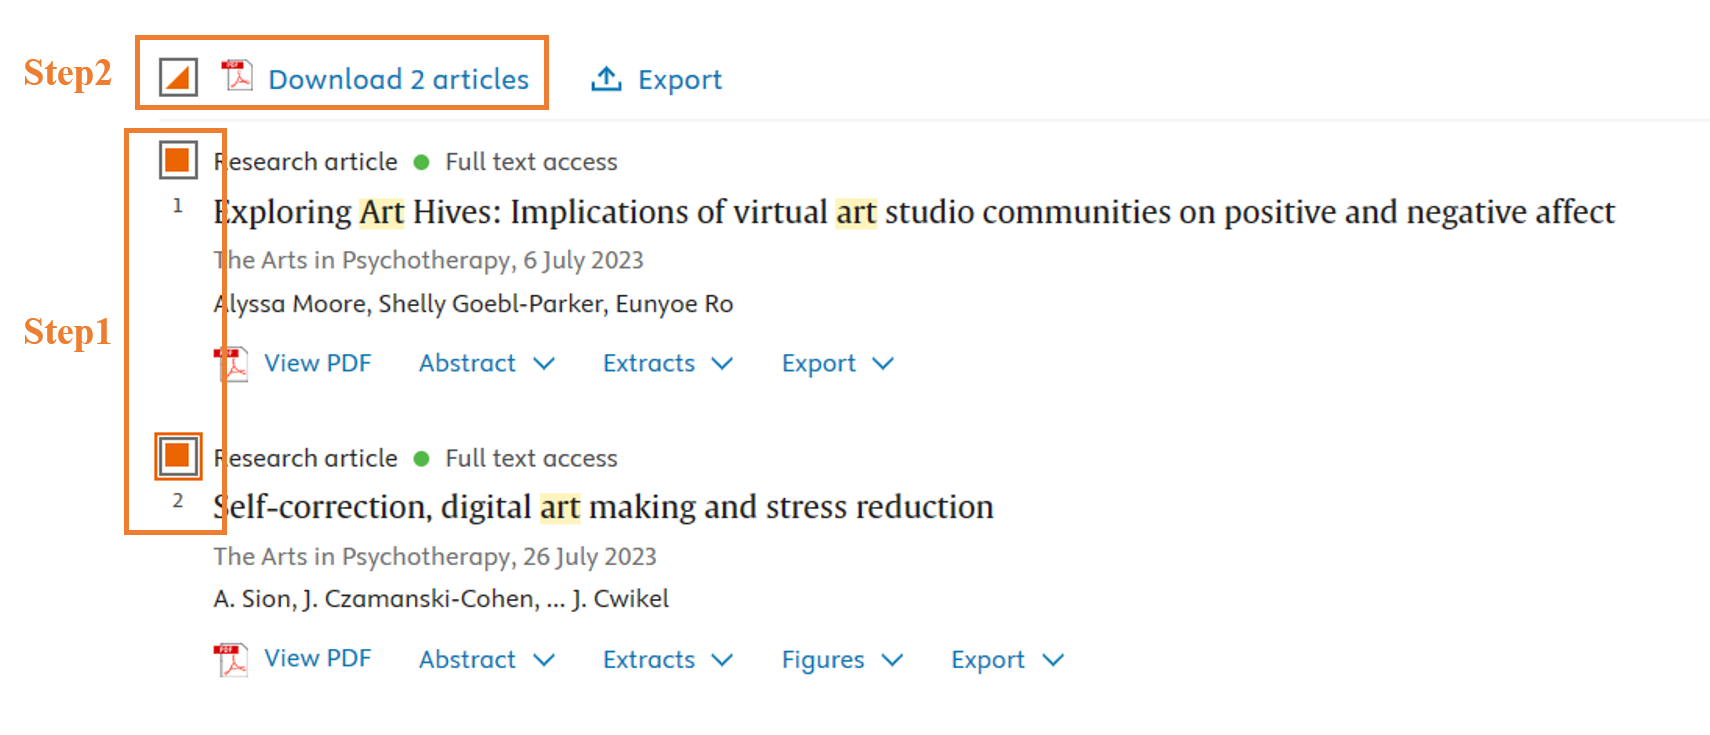 Step2
Download 2 articles Export
Research article Full text access
1 Exploring Art Hives: Implications of virtual art studio communities on positive and negative affect
The Arts in Psychotherapy, 6 July 2023
Alyssa Moore, Shelly Goebl-Parker, Eunyoe Ro
Step1
View PDF Abstract Extracts Export
Research article Full text access
2 Self-correction, digital art making and stress reduction
The Arts in Psychotherapy, 26 July 2023
A. Sion, J. Czamanski-Cohen, ... J. Cwikel
View PDF Abstract Extracts Figures Export